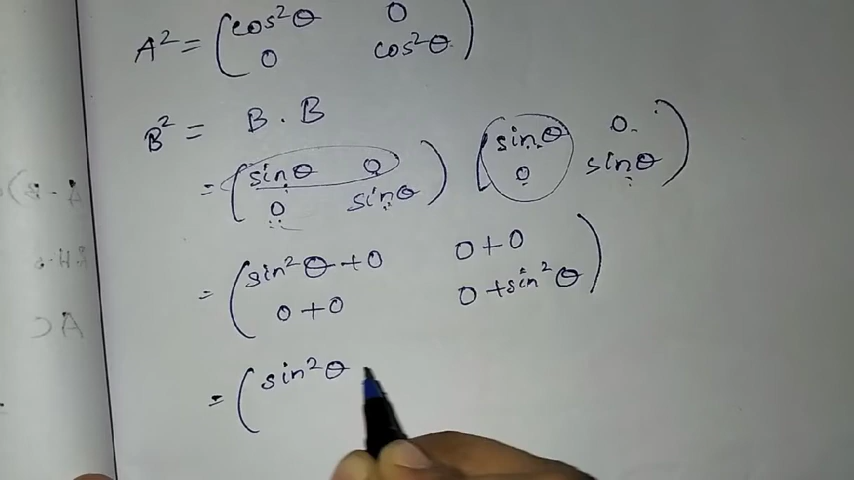 A² = (cos²θ 0
0 cos²θ)
B² = B . B
= (sinθ 0
0 sinθ) (sinθ 0
0 sinθ)
= (sin²θ+0 0+0
0+0 0+sin²θ)
= (sin²θ